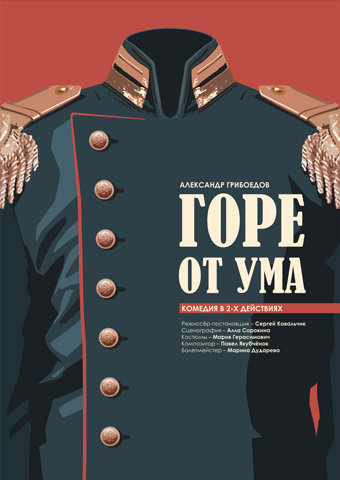 АЛЕКСАНДР ГРИБОЕДОВ
ГОРЕ
ОТ УМА
КОМЕДИЯ В 2-Х ДЕЙСТВИЯХ
Режиссёр-постановщик – Сергей Ковальчик
Сценография – Алла Сорокина
Костюмы – Мария Герасимович
Композитор – Павел Якубчёнок
Балетмейстер – Марина Дударева